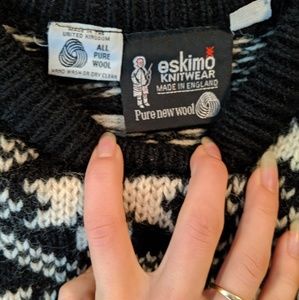 MADE IN THE
UNITED KINGDOM
ALL
PURE
WOOL
HAND WASH OR DRY CLEAN
eskimo
KNITWEAR
MADE IN ENGLAND
Pure new wool